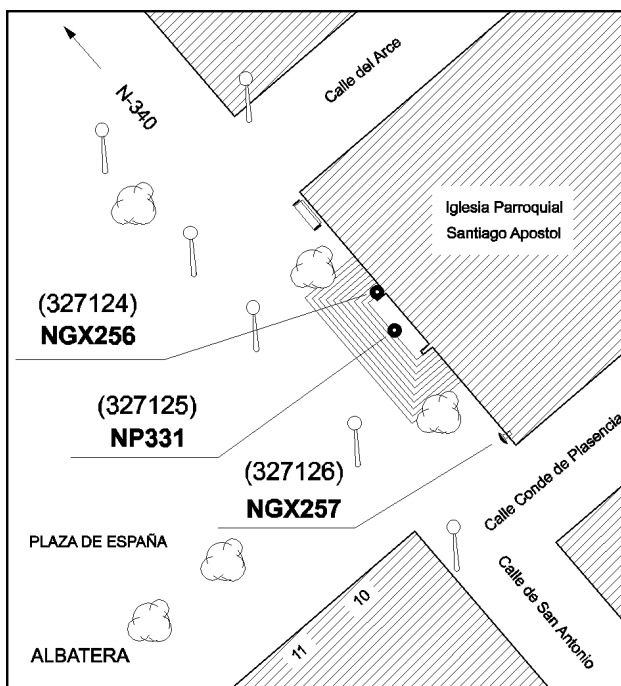 N-340
Calle del Arce
Iglesia Parroquial
Santiago Apostol
(327124)
NGX256
(327125)
NP331
(327126)
NGX257
Calle Conde de Plasencia
PLAZA DE ESPAÑA
Calle de San Antonio
10
11
ALBATERA